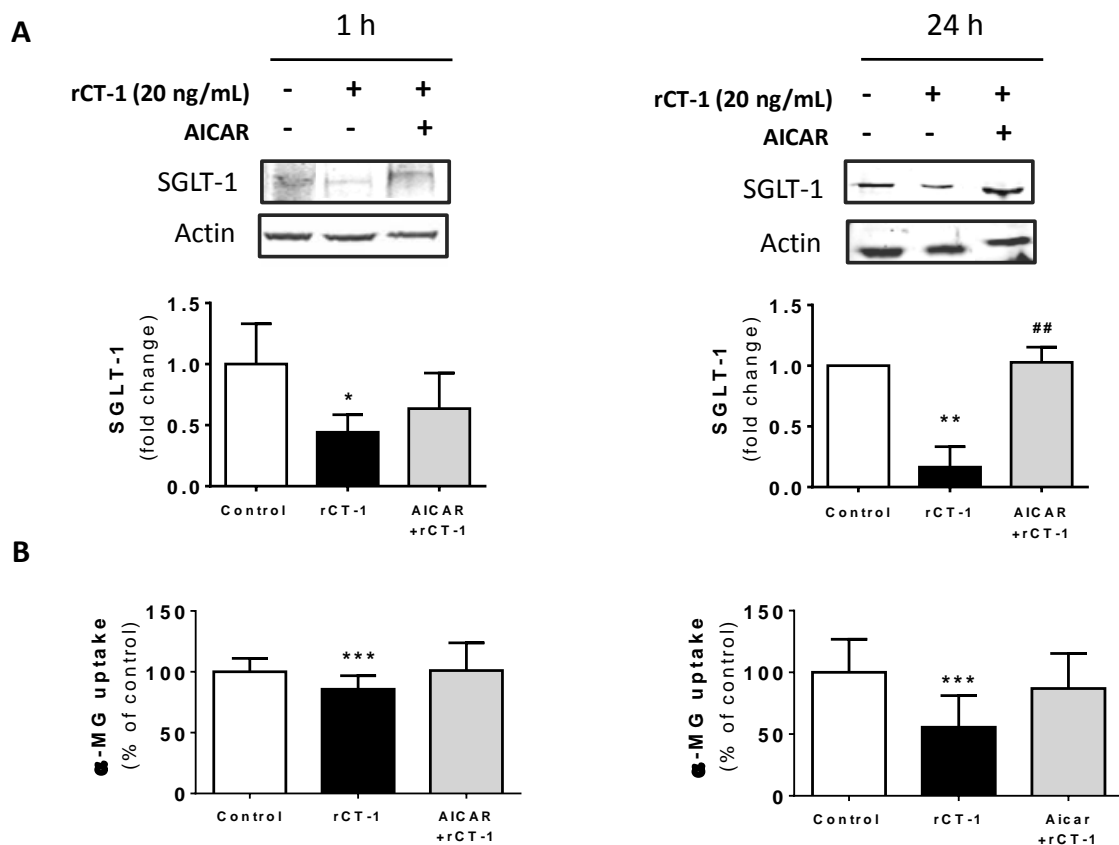 A
1 h
rCT-1 (20 ng/mL) - + +
AICAR - - +
SGLT-1
Actin
SGLT-1
(fold change)
1.5
1.0
0.5
0.0
*
Control
rCT-1
AICAR
+rCT-1
24 h
rCT-1 (20 ng/mL) - + +
AICAR - - +
SGLT-1
Actin
SGLT-1
(fold change)
1.5
1.0
0.5
0.0
**
##
Control
rCT-1
AICAR
+rCT-1
B
-MG uptake
(% of control)
150
100
50
0
***
Control
rCT-1
AICAR
+rCT-1
-MG uptake
(% of control)
150
100
50
0
***
Control
rCT-1
Aicar
+rCT-1